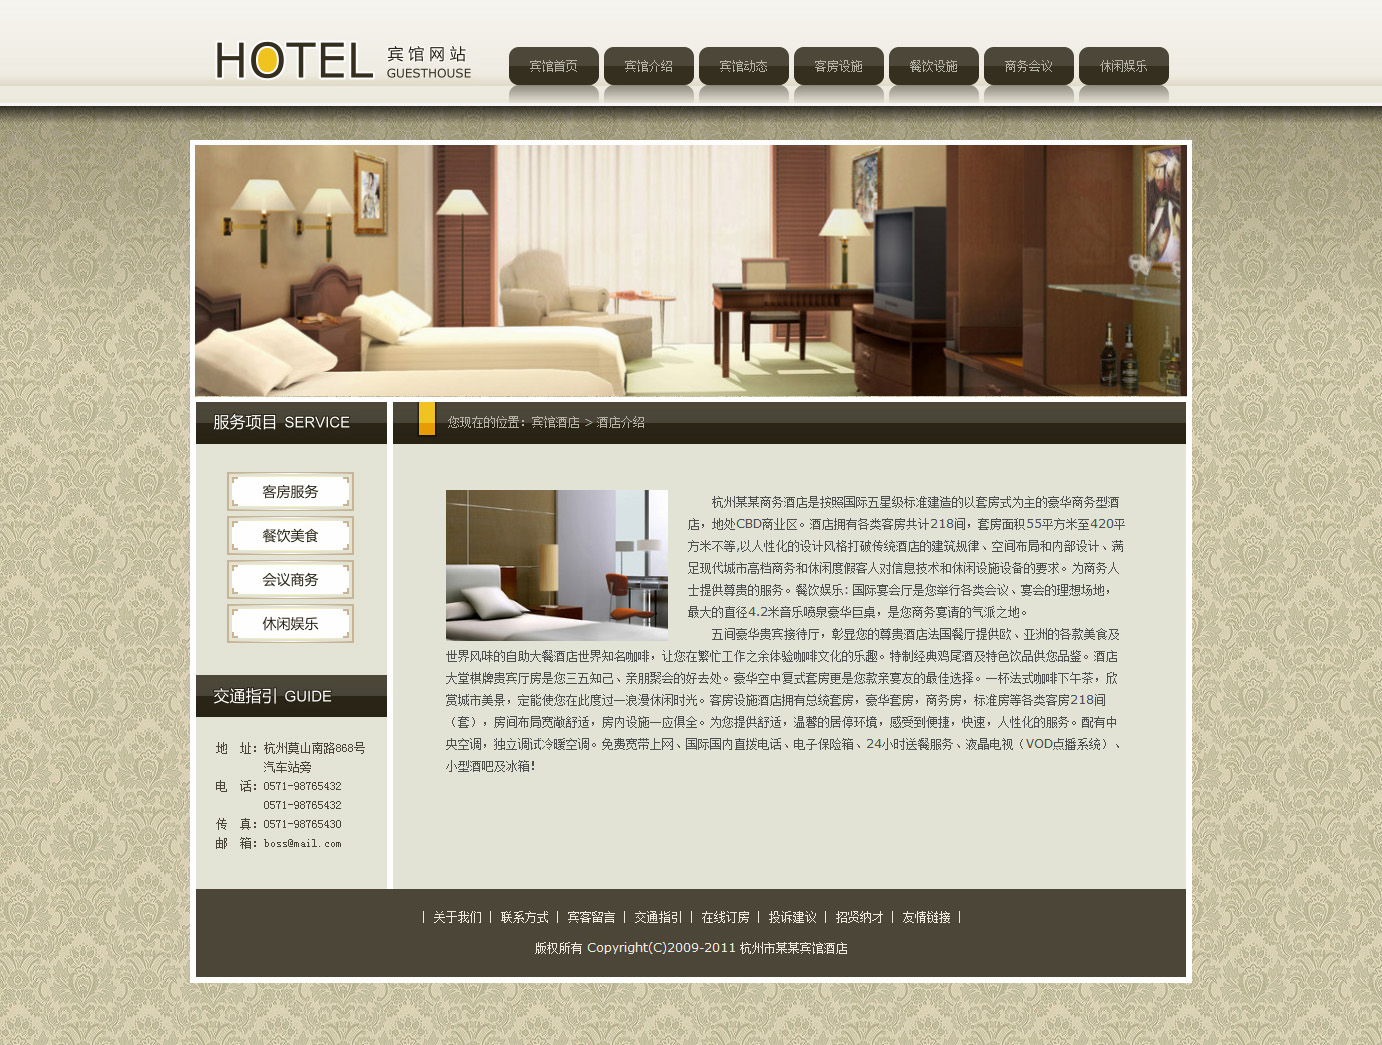 HOTEL 宾馆网站
GUESTHOUSE
宾馆首页 宾馆介绍 宾馆动态 客房设施 餐饮设施 商务会议 休闲娱乐
服务项目 SERVICE
您现在的位置：宾馆酒店 > 酒店介绍
客房服务
餐饮美食
会议商务
休闲娱乐
交通指引 GUIDE
地 址：杭州莫山南路868号
汽车站旁
电 话：0571-98765432
0571-98765432
传 真：0571-98765430
邮 箱：boss@mail.com
杭州某某商务酒店是按照国际五星级标准建造的以套房式为主的豪华商务型酒
店，地处CBD商业区。酒店拥有各类客房共计218间，套房面积55平方米至420平
方米不等,以人性化的设计风格打破传统酒店的建筑规律、空间布局和内部设计、满
足现代城市高档商务和休闲度假客人对信息技术和休闲设施设备的要求。为商务人
士提供尊贵的服务。餐饮娱乐：国际宴会厅是您举行各类会议、宴会的理想场地，
最大的直径4.2米音乐喷泉豪华巨桌，是您商务宴请的气派之地。
五间豪华贵宾接待厅，彰显您的尊贵酒店法国餐厅提供欧、亚洲的各款美食及
世界风味的自助大餐酒店世界知名咖啡，让您在繁忙工作之余体验咖啡文化的乐趣。特制经典鸡尾酒及特色饮品供您品鉴。酒店
大堂棋牌贵宾厅房是您三五知己、亲朋聚会的好去处。豪华空中复式套房更是您款亲宴友的最佳选择。一杯法式咖啡下午茶，欣
赏城市美景，定能使您在此度过一浪漫休闲时光。客房设施酒店拥有总统套房，豪华套房，商务房，标准房等各类客房218间
（套），房间布局宽敞舒适，房内设施一应俱全。为您提供舒适，温馨的居停环境，感受到便捷，快速，人性化的服务。配有中
央空调，独立调试冷暖空调。免费宽带上网、国际国内直拨电话、电子保险箱、24小时送餐服务、液晶电视（VOD点播系统）、
小型酒吧及冰箱！
| 关于我们 | 联系方式 | 宾客留言 | 交通指引 | 在线订房 | 投诉建议 | 招贤纳才 | 友情链接 |
版权所有 Copyright(C)2009-2011 杭州市某某宾馆酒店